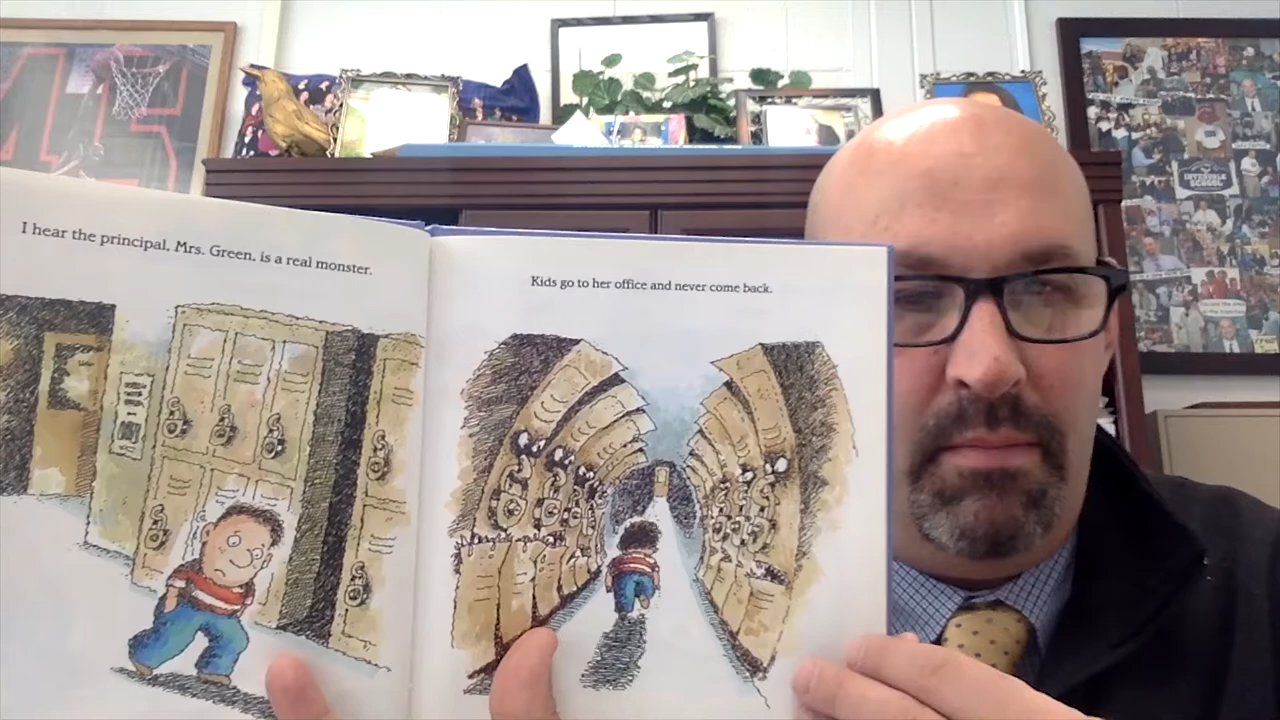 I hear the principal, Mrs. Green, is a real monster.
Kids go to her office and never come back.